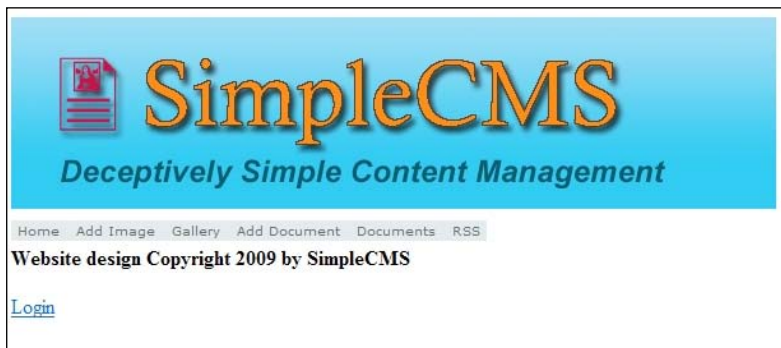 SimpleCMS
Deceptively Simple Content Management
Home Add Image Gallery Add Document Documents RSS
Website design Copyright 2009 by SimpleCMS
Login